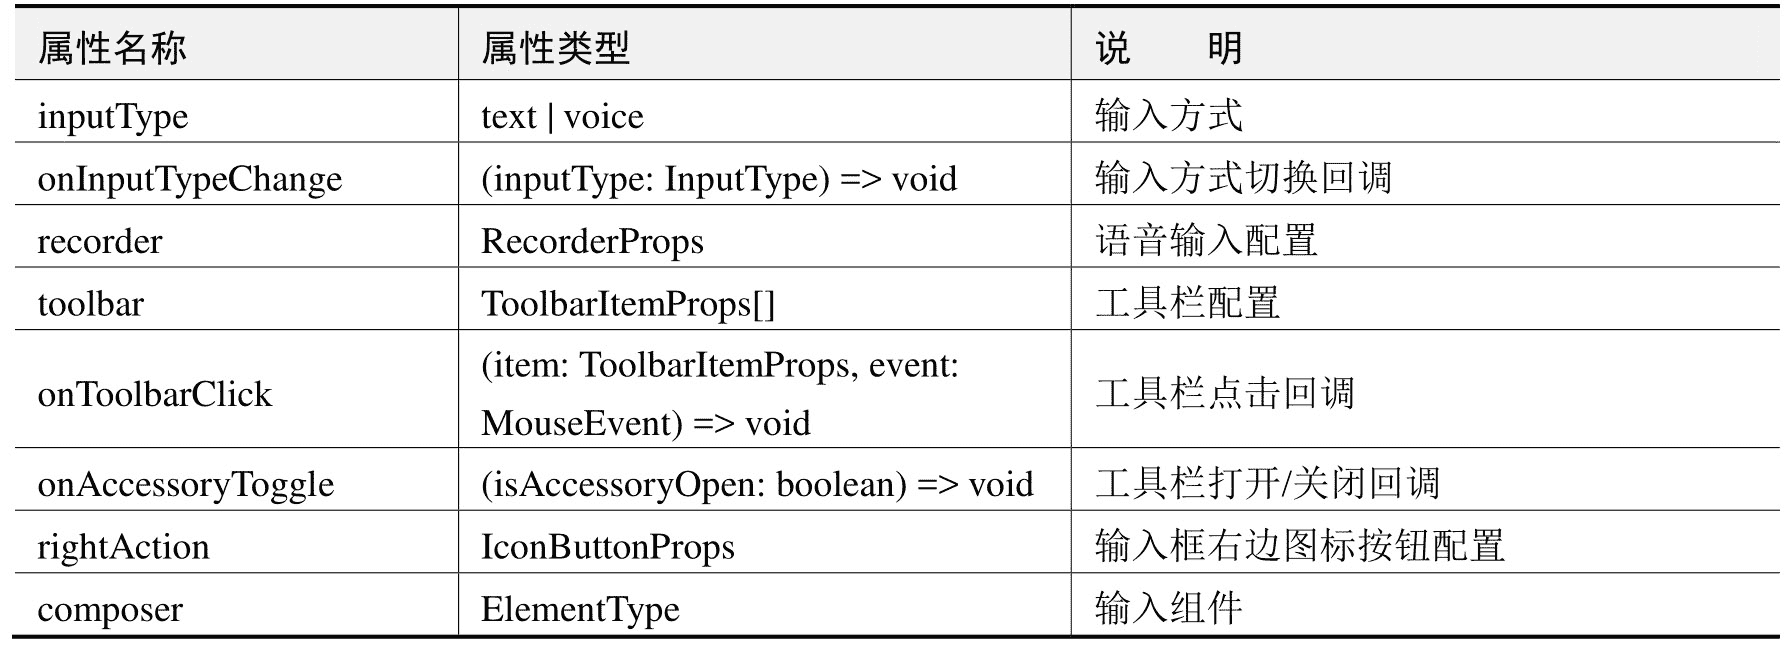 属性名称 属性类型 说 明
inputType text | voice 输入方式
onInputTypeChange (inputType: InputType) => void 输入方式切换回调
recorder RecorderProps 语音输入配置
toolbar ToolbarItemProps[] 工具栏配置
onToolbarClick (item: ToolbarItemProps, event:
MouseEvent) => void 工具栏点击回调
onAccessoryToggle (isAccessoryOpen: boolean) => void 工具栏打开/关闭回调
rightAction IconButtonProps 输入框右边图标按钮配置
composer ElementType 输入组件